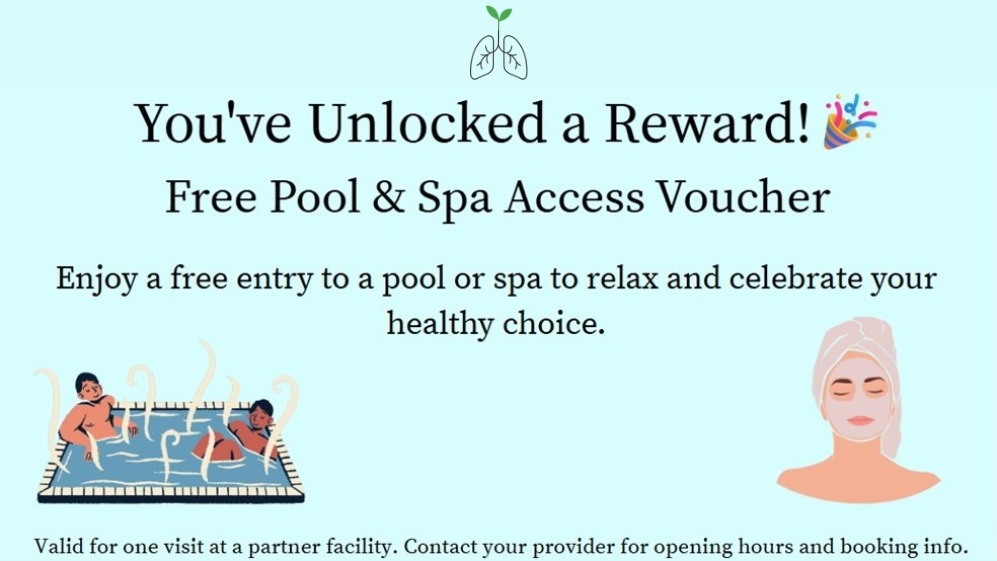 You've Unlocked a Reward! 🎉
Free Pool & Spa Access Voucher
Enjoy a free entry to a pool or spa to relax and celebrate your
healthy choice.
Valid for one visit at a partner facility. Contact your provider for opening hours and booking info.